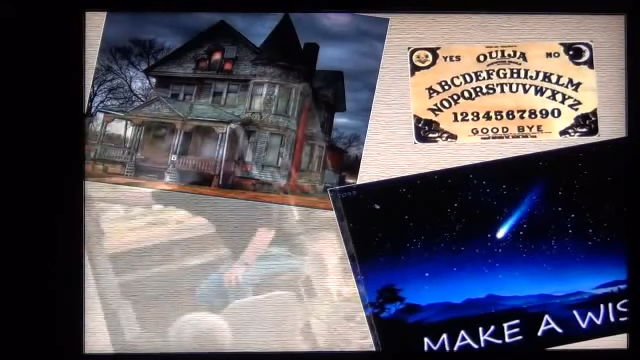 YES OUIJA NO
ABCDEFGHIJKLM
NOPQRSTUVWXYZ
1234567890
GOOD BYE
MAKE A WIS